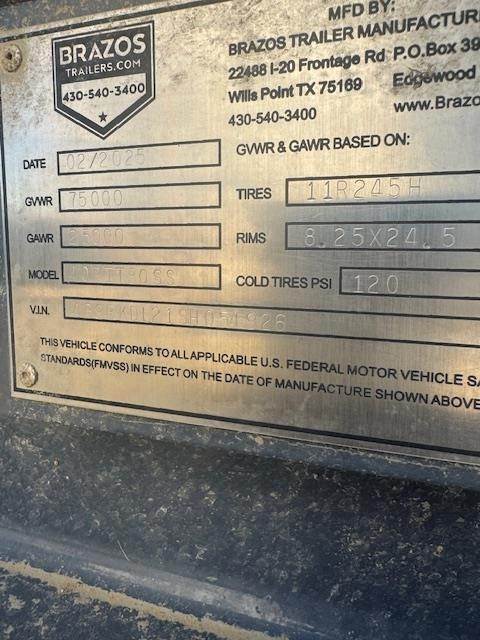 BRAZOS
TRAILERS.COM
430-540-3400
MFD BY:
BRAZOS TRAILER MANUFACTURI
22488 I-20 Frontage Rd P.O.Box 39
Wills Point TX 75169 Edgewood
430-540-3400 www.Brazo
GVWR & GAWR BASED ON:
DATE 02/2025
GVWR 75000 TIRES 11R245H
GAWR 25000 RIMS 8.25X24.5
MODEL COLD TIRES PSI 120
V.I.N.
THIS VEHICLE CONFORMS TO ALL APPLICABLE U.S. FEDERAL MOTOR VEHICLE SA
STANDARDS(FMVSS) IN EFFECT ON THE DATE OF MANUFACTURE SHOWN ABOVE